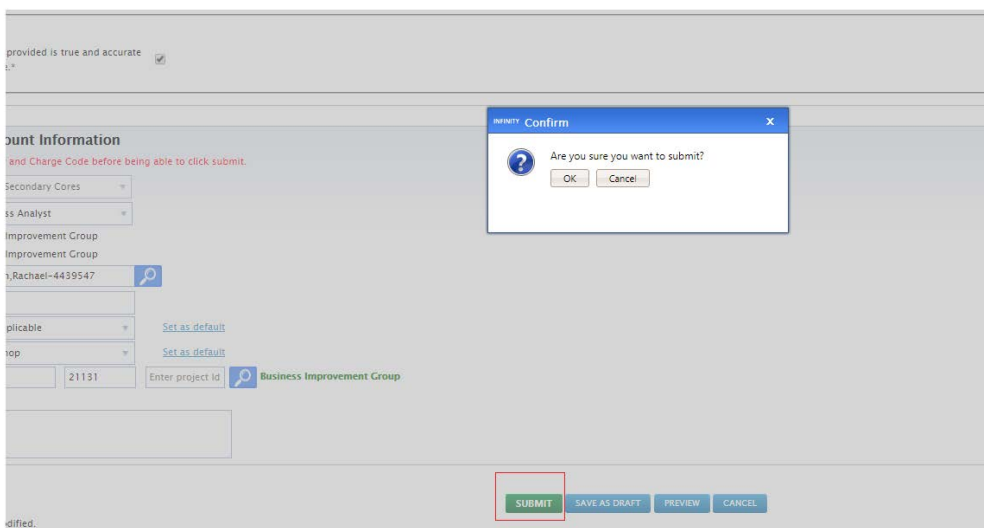 provided is true and accurate
e.*
INFINITY Confirm x
Are you sure you want to submit?
OK Cancel
ount Information
and Charge Code before being able to click submit.
Secondary Cores
ss Analyst
Improvement Group
Improvement Group
n,Rachael-4439547
plicable Set as default
hop Set as default
21131 Enter project Id Business Improvement Group
SUBMIT SAVE AS DRAFT PREVIEW CANCEL
odified.